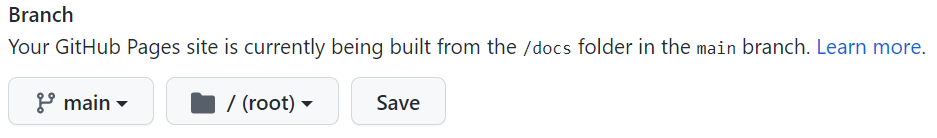 Branch
Your GitHub Pages site is currently being built from the /docs folder in the main branch. Learn more.
main / (root) Save